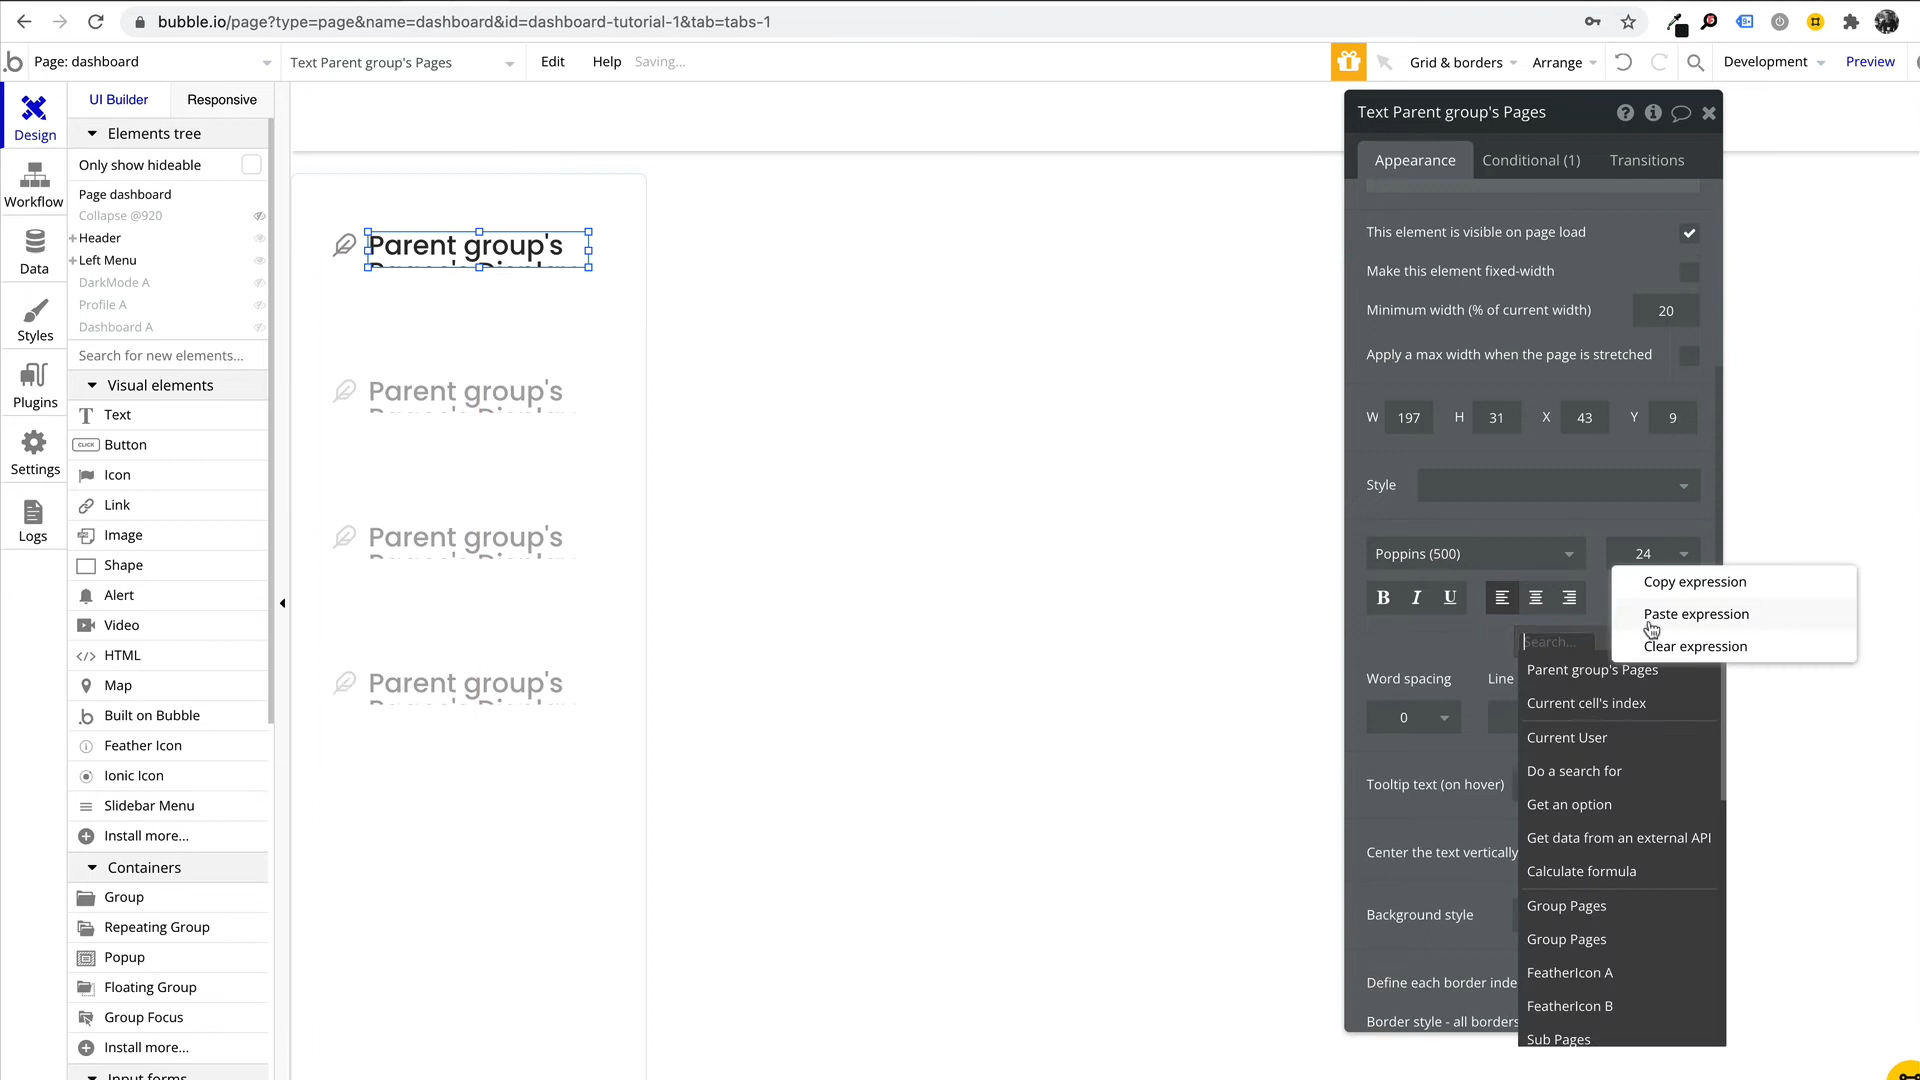 bubble.io/page?type=page&name=dashboard&id=dashboard-tutorial-1&tab=tabs-1
Page: dashboard
Text Parent group's Pages
Edit
Help
Saving...
Grid & borders
Arrange
Development
Preview
Design
Workflow
Data
Styles
Plugins
Settings
Logs
UI Builder
Responsive
Elements tree
Only show hideable
Page dashboard
Collapse @920
Header
Left Menu
DarkMode A
Profile A
Dashboard A
Search for new elements...
Visual elements
Text
CLICK Button
Icon
Link
Image
Shape
Alert
Video
HTML
Map
Built on Bubble
Feather Icon
Ionic Icon
Slidebar Menu
Install more...
Containers
Group
Repeating Group
Popup
Floating Group
Group Focus
Install more...
Input forms
Parent group's
Pages's Display
Parent group's
Pages's Display
Parent group's
Pages's Display
Parent group's
Pages's Display
Text Parent group's Pages
Appearance
Conditional (1)
Transitions
This element is visible on page load
Make this element fixed-width
Minimum width (% of current width) 20
Apply a max width when the page is stretched
W 197 H 31 X 43 Y 9
Style
Poppins (500) 24
B I U
Word spacing Line
0
Tooltip text (on hover)
Center the text vertically
Background style
Define each border inde
Border style - all borders
Search...
Parent group's Pages
Current cell's index
Current User
Do a search for
Get an option
Get data from an external API
Calculate formula
Group Pages
Group Pages
FeatherIcon A
FeatherIcon B
Sub Pages
Copy expression
Paste expression
Clear expression